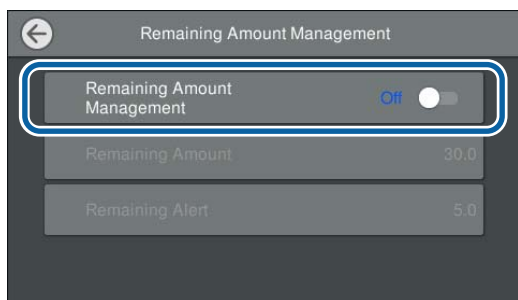 Remaining Amount Management
Remaining Amount
Management
Off
Remaining Amount
30.0
Remaining Alert
5.0